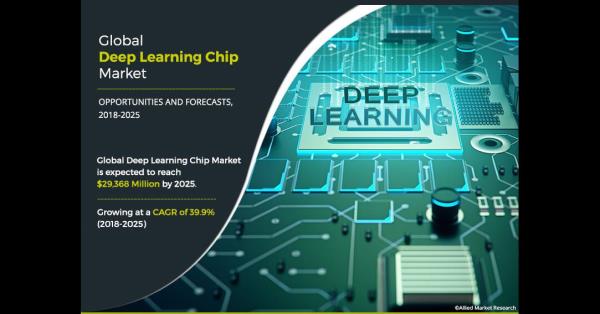 Global
Deep Learning Chip
Market
OPPORTUNITIES AND FORECASTS,
2018-2025
Global Deep Learning Chip Market
is expected to reach
$29,368 Million by 2025.
Growing at a CAGR of 39.9%
(2018-2025)
DEEP
LEARNING
©Allied Market Research